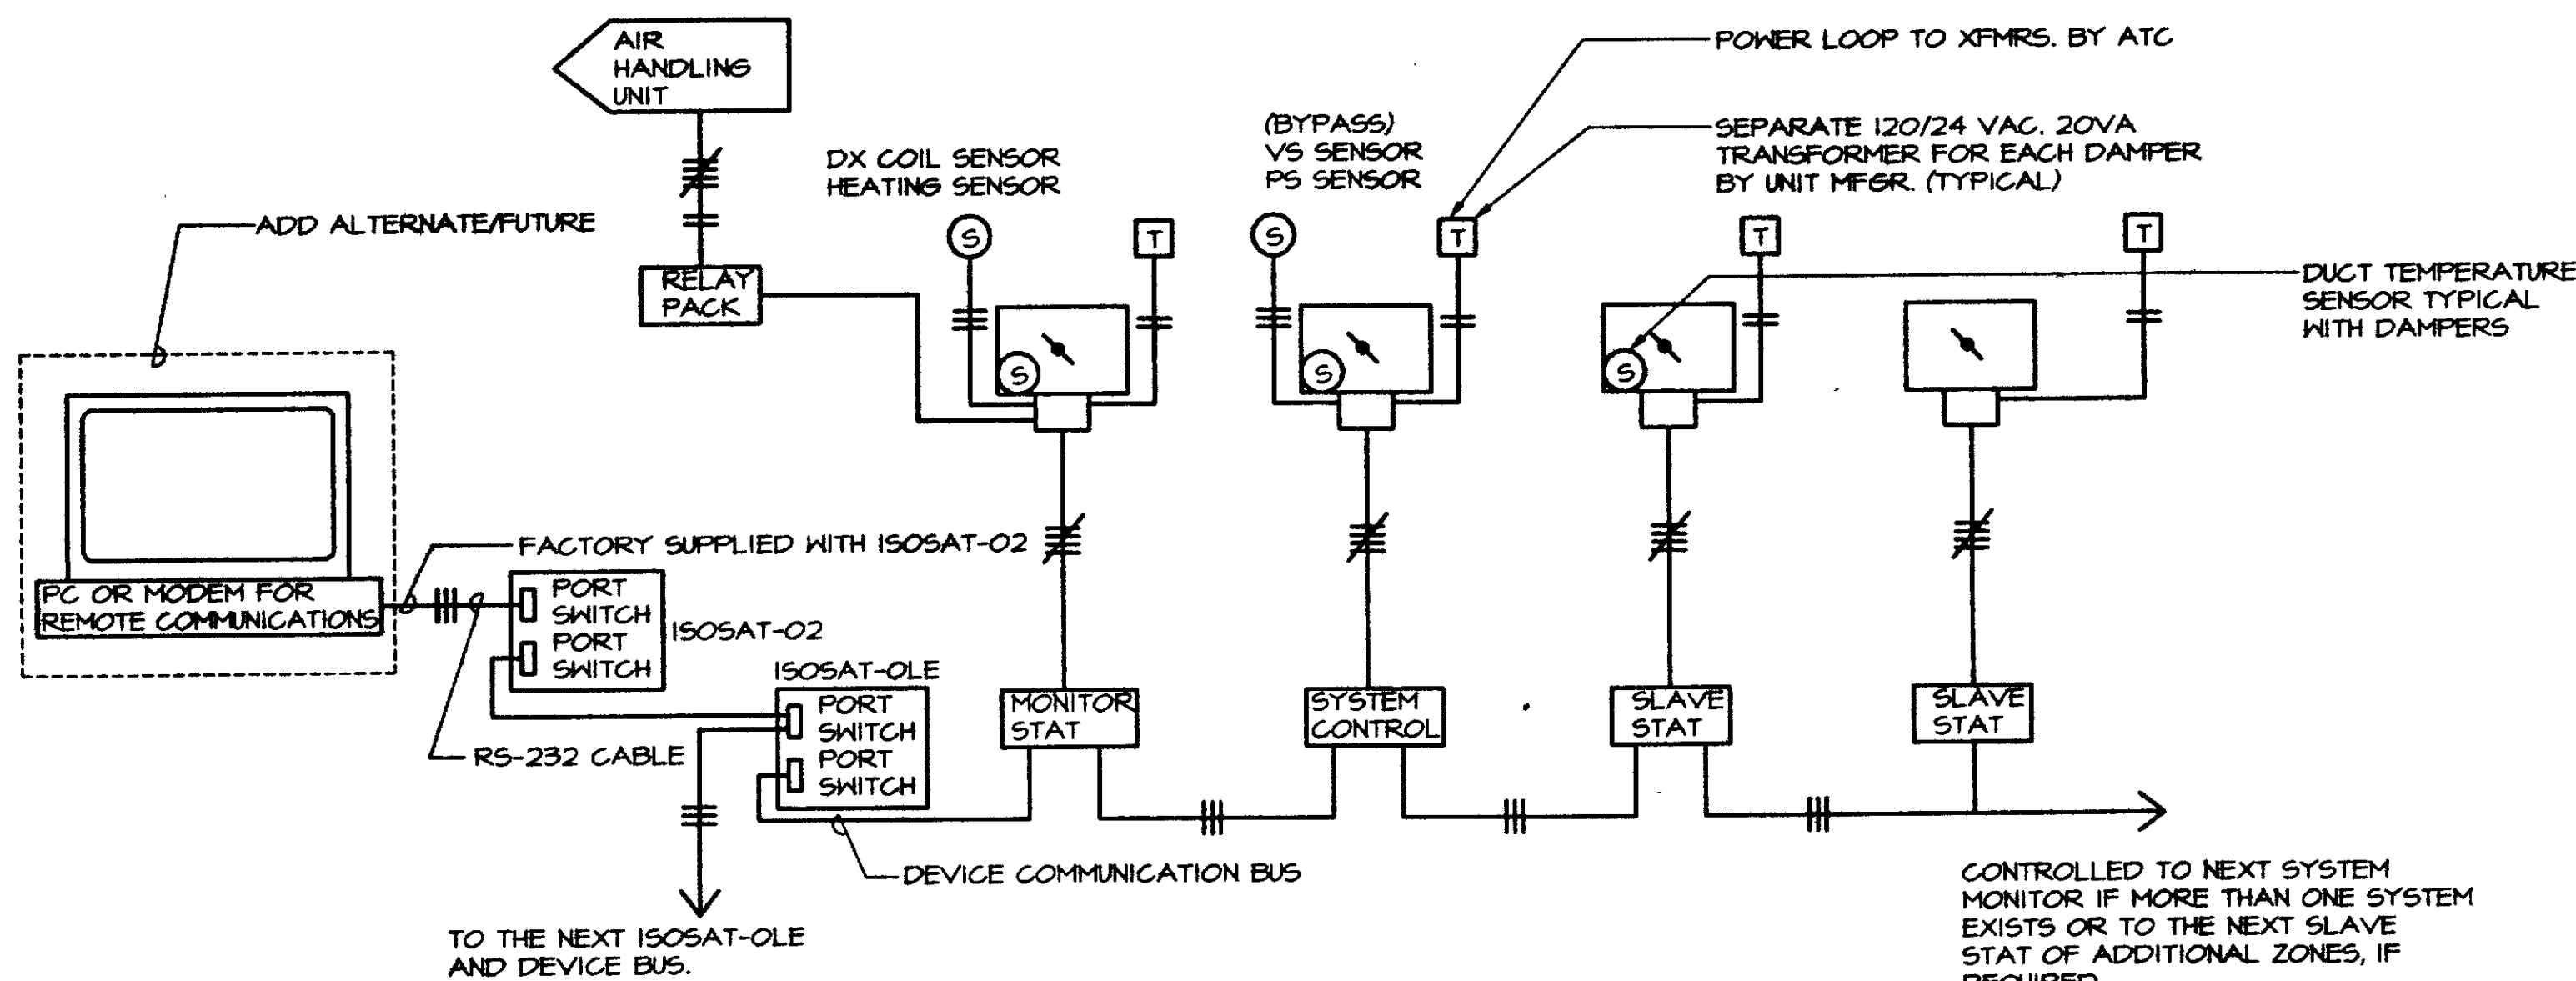 AIR
HANDLING
UNIT
POWER LOOP TO XFMRS. BY ATC
(BYPASS)
VS SENSOR
PS SENSOR
SEPARATE 120/24 VAC. 20VA
TRANSFORMER FOR EACH DAMPER
BY UNIT MFGR. (TYPICAL)
DX COIL SENSOR
HEATING SENSOR
ADD ALTERNATE/FUTURE
S
T
S
T
T
T
RELAY
PACK
DUCT TEMPERATURE
SENSOR TYPICAL
WITH DAMPERS
S
S
S
FACTORY SUPPLIED WITH ISOSAT-02
PC OR MODEM FOR
REMOTE COMMUNICATIONS
PORT
SWITCH
PORT
SWITCH
ISOSAT-02
ISOSAT-OLE
PORT
SWITCH
PORT
SWITCH
MONITOR
STAT
SYSTEM
CONTROL
SLAVE
STAT
SLAVE
STAT
RS-232 CABLE
DEVICE COMMUNICATION BUS
TO THE NEXT ISOSAT-OLE
AND DEVICE BUS.
CONTROLLED TO NEXT SYSTEM
MONITOR IF MORE THAN ONE SYSTEM
EXISTS OR TO THE NEXT SLAVE
STAT OF ADDITIONAL ZONES, IF